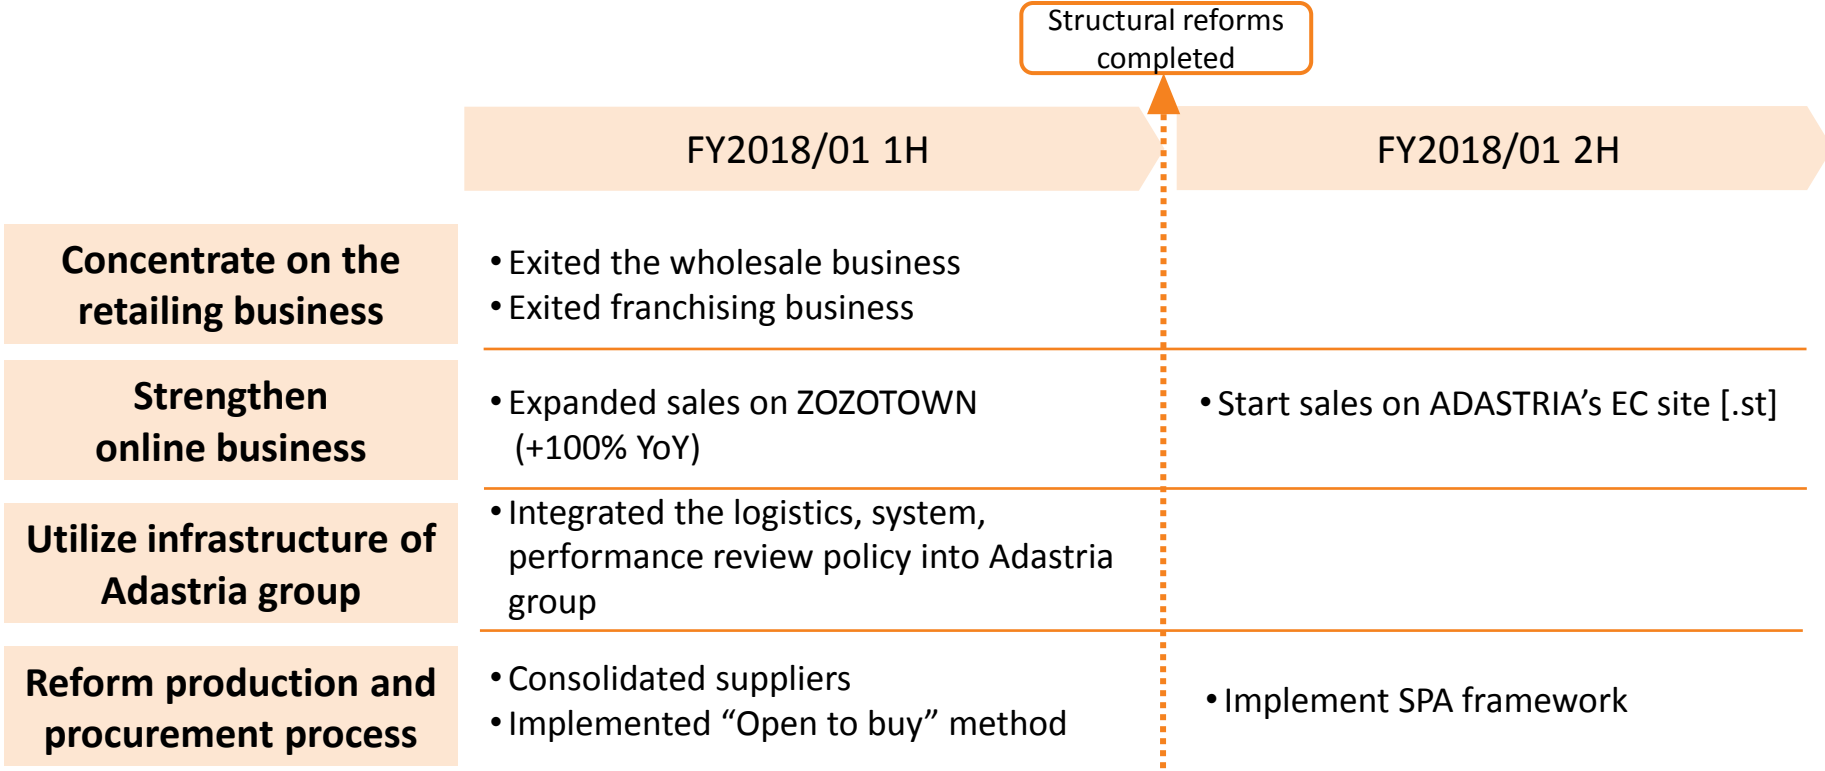 Structural reforms
completed
FY2018/01 1H
FY2018/01 2H
Concentrate on the
retailing business
• Exited the wholesale business
• Exited franchising business
Strengthen
online business
• Expanded sales on ZOZOTOWN
(+100% YoY)
• Start sales on ADASTRIA’s EC site [.st]
Utilize infrastructure of
Adastria group
• Integrated the logistics, system,
performance review policy into Adastria
group
Reform production and
procurement process
• Consolidated suppliers
• Implemented “Open to buy” method
• Implement SPA framework